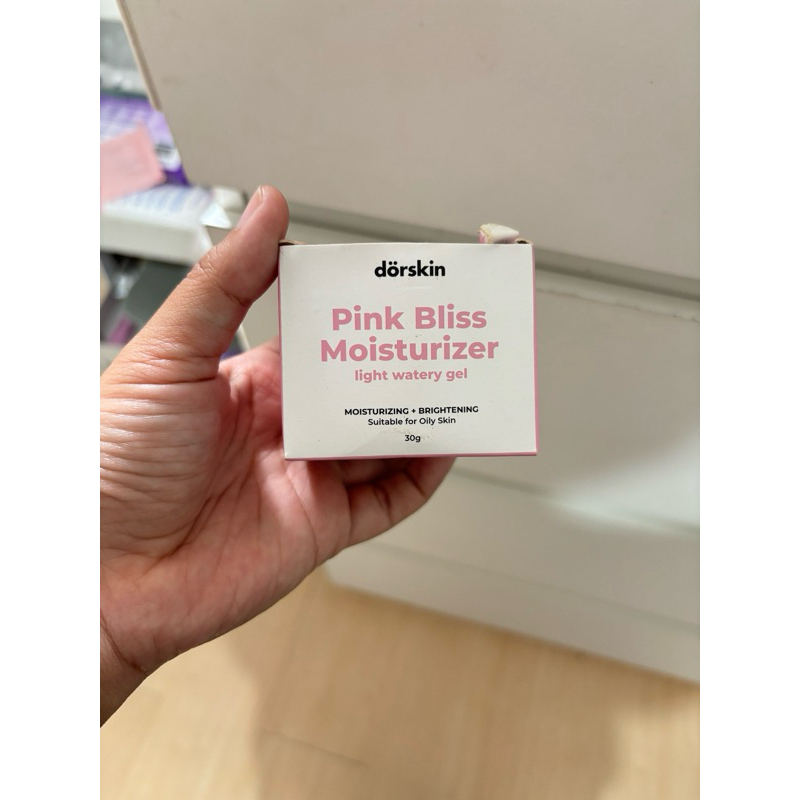 dörskin
Pink Bliss
Moisturizer
light watery gel
MOISTURIZING + BRIGHTENING
Suitable for Oily Skin
30g